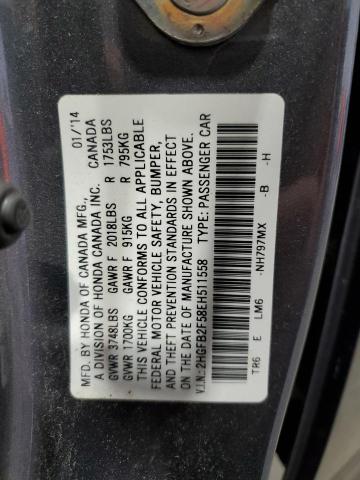 MFD. BY HONDA OF CANADA MFG., 01/'14
A DIVISION OF HONDA CANADA INC. CANADA
GVWR 3748LBS GAWR F 2018LBS R 1753LBS
GVWR 1700KG GAWR F 915KG R 795KG
THIS VEHICLE CONFORMS TO ALL APPLICABLE
FEDERAL MOTOR VEHICLE SAFETY, BUMPER,
AND THEFT PREVENTION STANDARDS IN EFFECT
ON THE DATE OF MANUFACTURE SHOWN ABOVE.
V.I.N.: 2HGFB2F58EH511558 TYPE: PASSENGER CAR
TR6 E LM6 -NH797MX -B -H